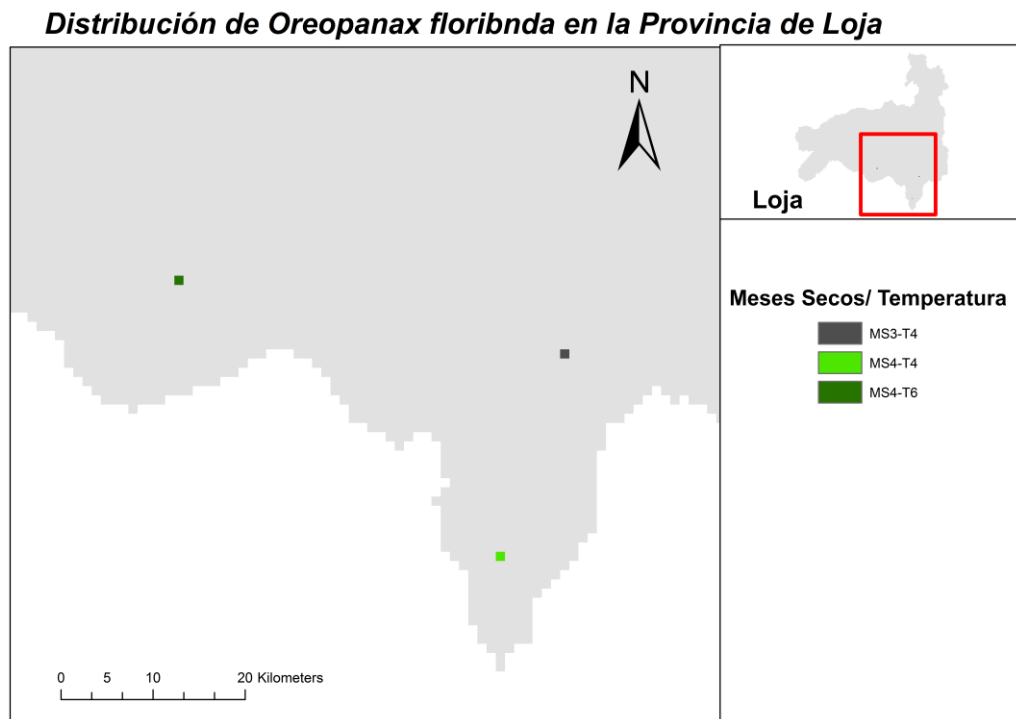 Distribución de Oreopanax floribnda en la Provincia de Loja
N
Loja
Meses Secos/ Temperatura
MS3-T4
MS4-T4
MS4-T6
0 5 10 20 Kilometers